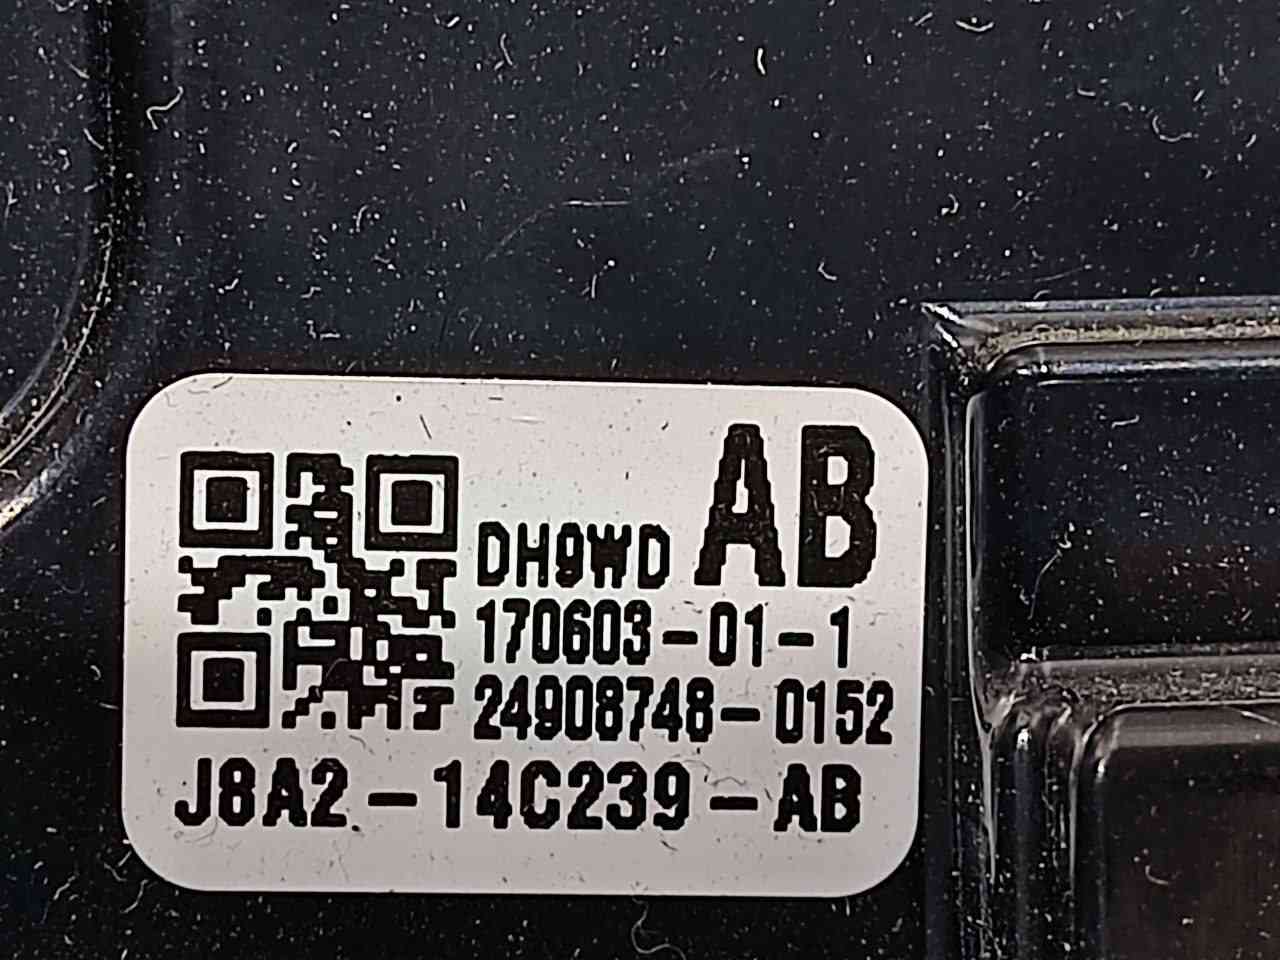 DH9WD AB
170603-01-1
24908748-0152
J8A2-14C239-AB